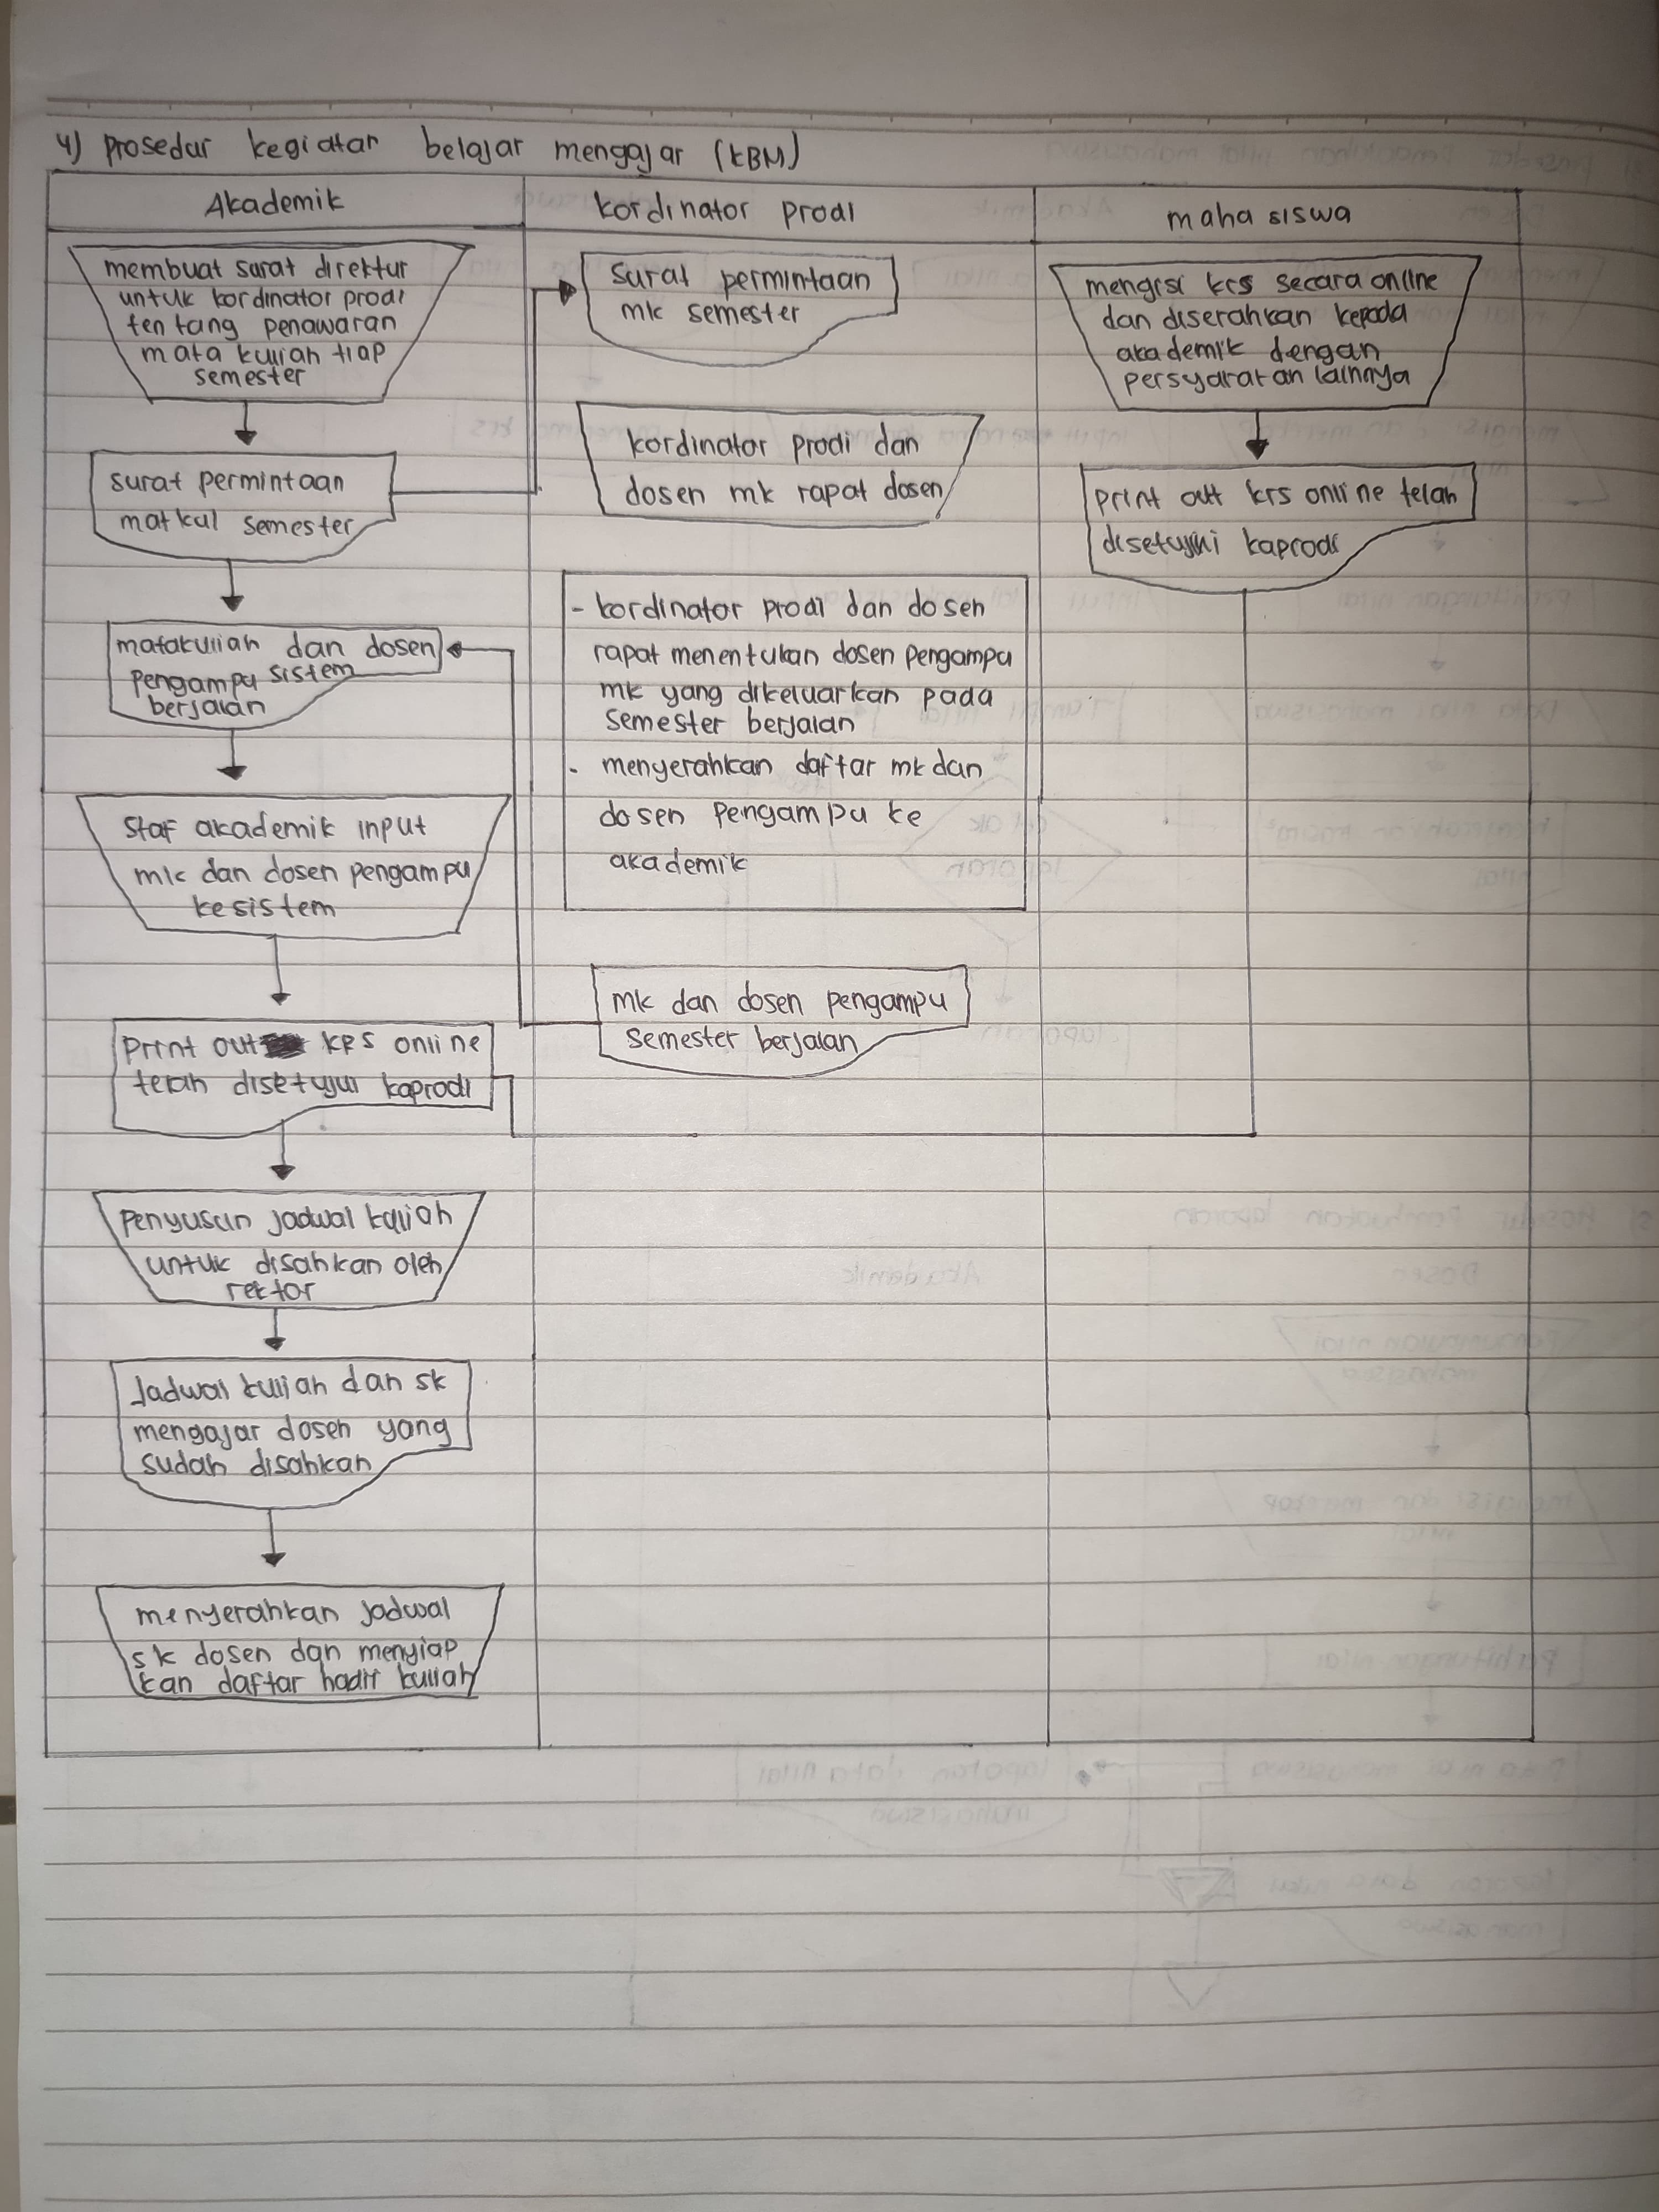 4) Prosedur kegiatan belajar mengajar (KBM)
Akademik
kordinator prodi
mahasiswa
membuat surat direktur
untuk kordinator prodi
tentang penawaran
mata kuliah tiap
semester
surat permintaan
matkul semester
matakuliah dan dosen
pengampu sistem
berjalan
staf akademik input
mk dan dosen pengampu
ke sistem
Print out KRS online
telah disetujui kaprodi
Penyusun jadwal kuliah
untuk disahkan oleh
rektor
Jadwal kuliah dan sk
mengajar dosen yang
sudah disahkan
menyerahkan jadwal
sk dosen dan menyiap
kan daftar hadir kuliah
surat permintaan
mk semester
kordinator prodi dan
dosen mk rapat dosen
- kordinator prodi dan dosen
rapat menentukan dosen pengampu
mk yang dikeluarkan pada
semester berjalan
- menyerahkan daftar mk dan
dosen pengampu ke
akademik
mk dan dosen pengampu
semester berjalan
mengisi krs secara online
dan diserahkan kepada
akademik dengan
persyaratan lainnya
print out krs online telah
disetujui kaprodi